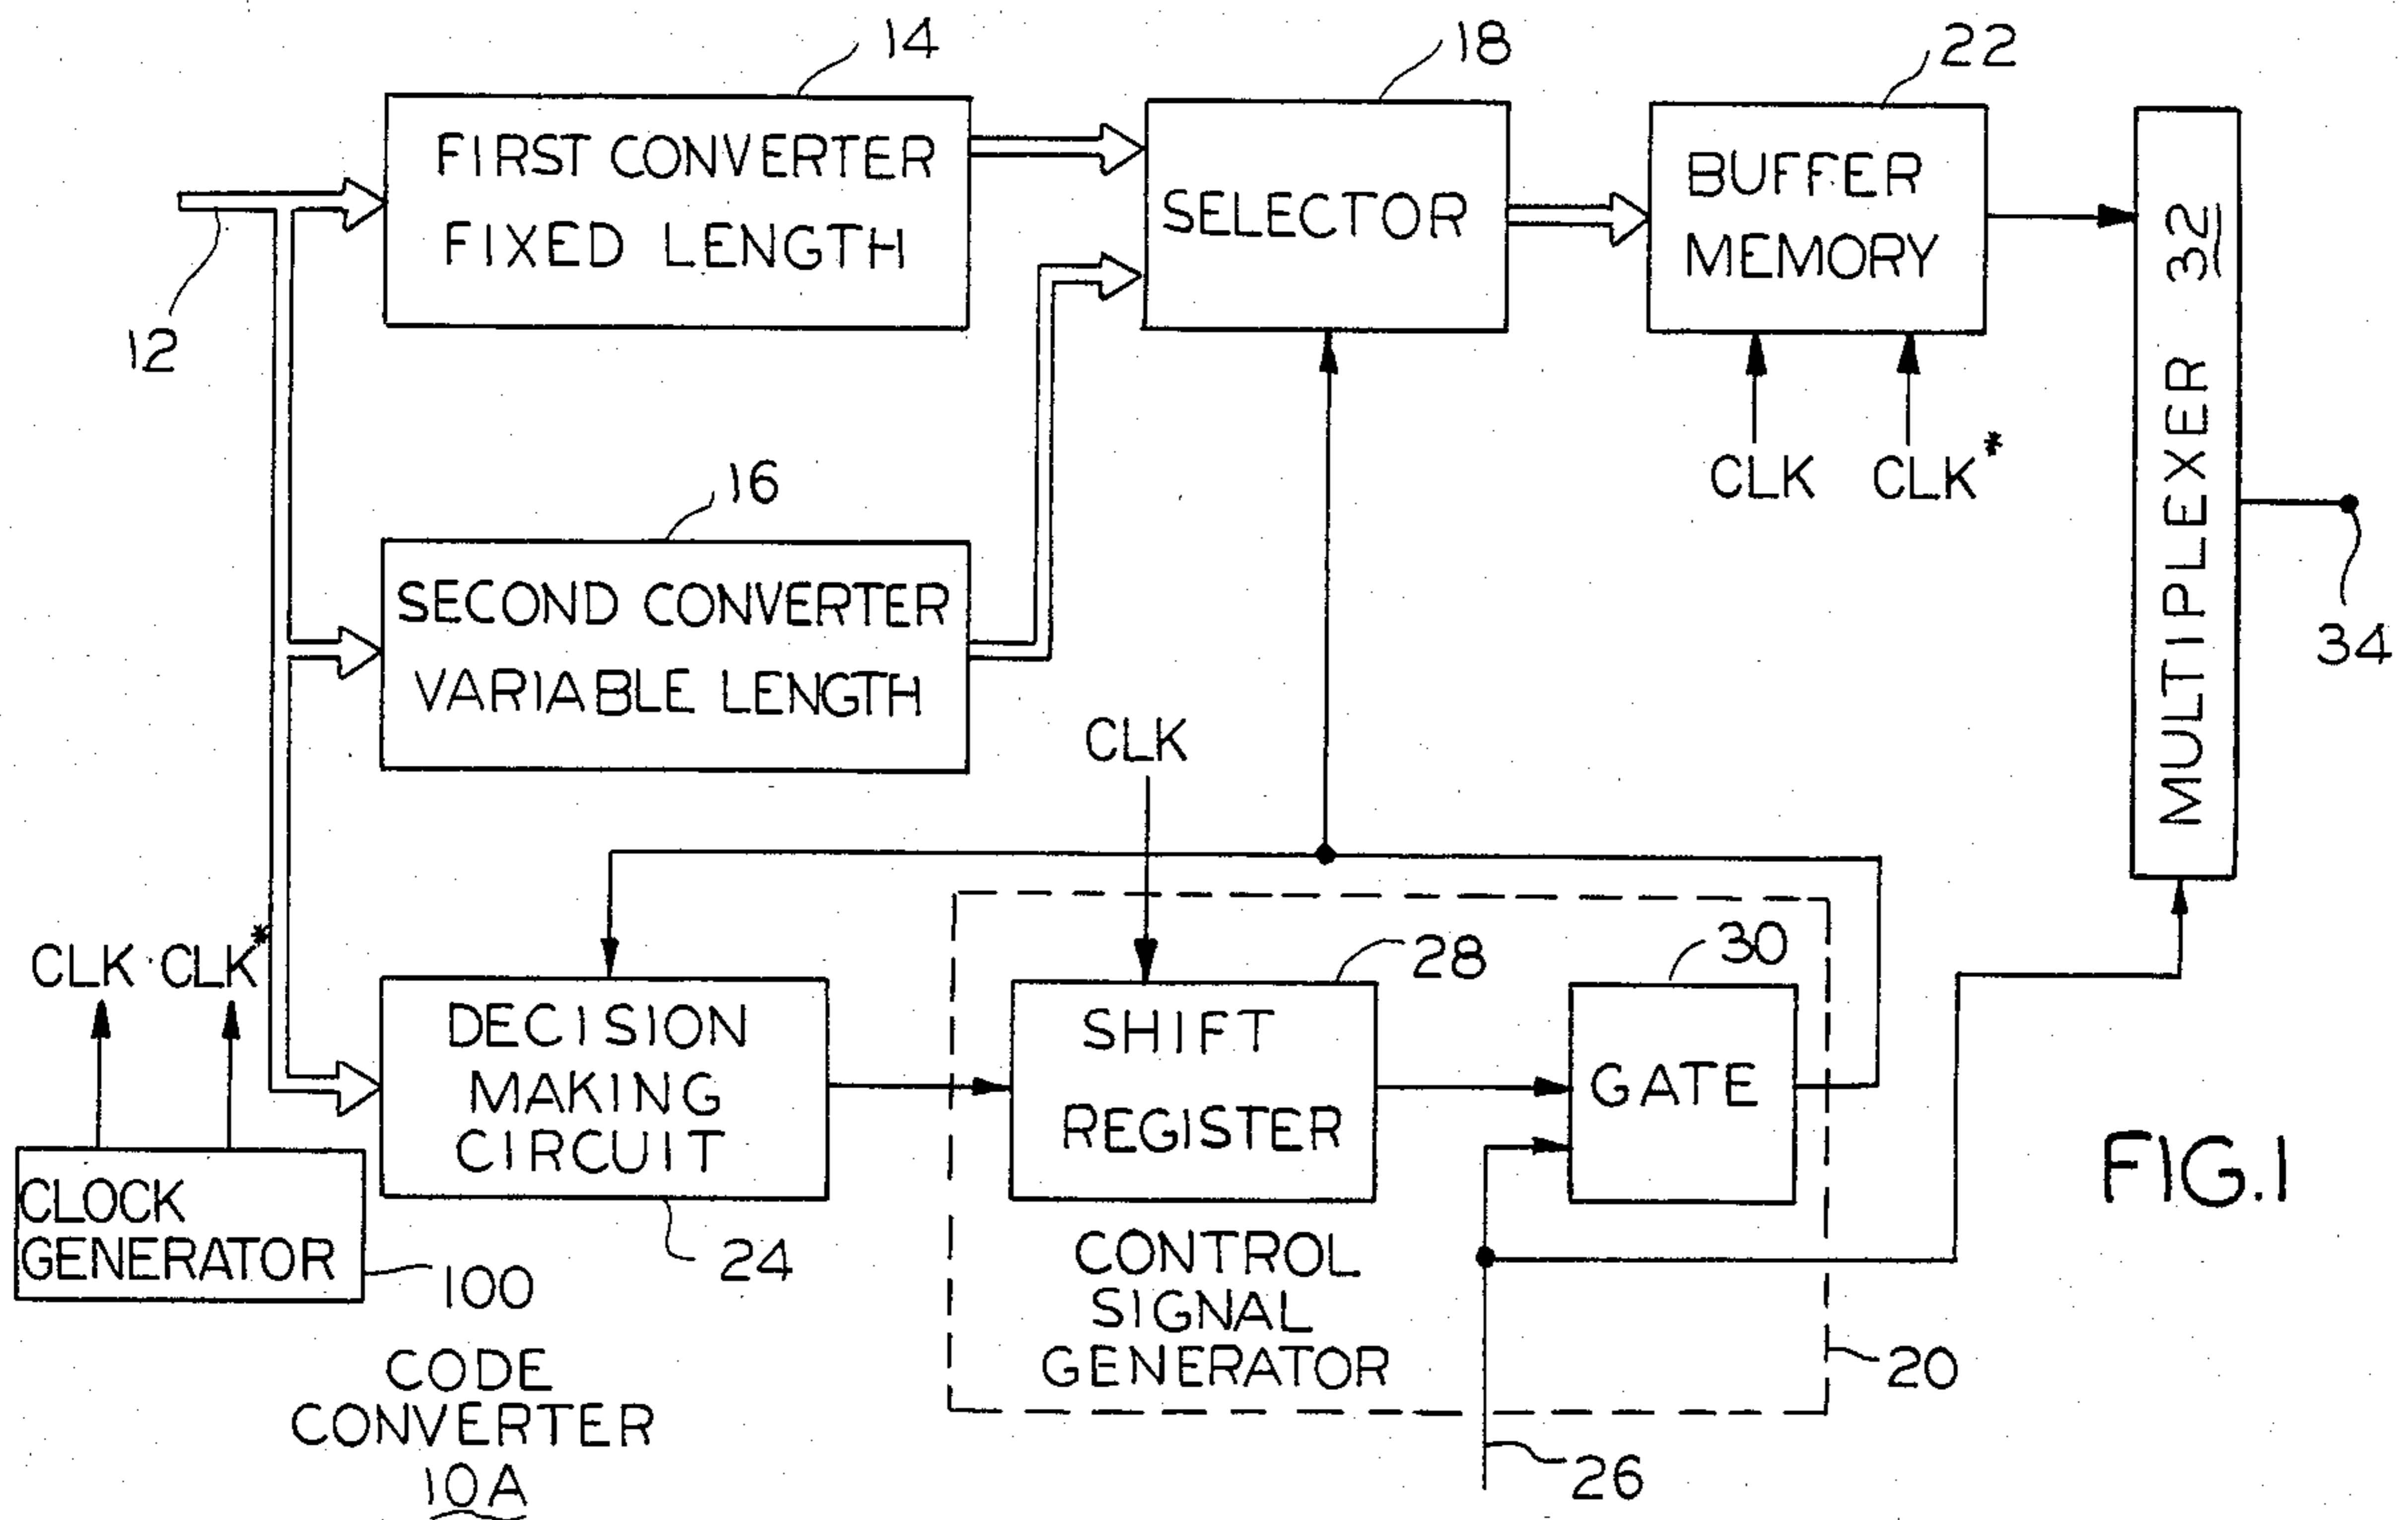 14
18
22
FIRST CONVERTER
FIXED LENGTH
SELECTOR
BUFFER
MEMORY
MULTIPLEXER 32
12
CLK
CLK*
34
16
SECOND CONVERTER
VARIABLE LENGTH
CLK
CLK
CLK*
DECISION
MAKING
CIRCUIT
24
28
SHIFT
REGISTER
30
GATE
CONTROL
SIGNAL
GENERATOR
20
26
CLOCK
GENERATOR
100
CODE
CONVERTER
10A
FIG.1